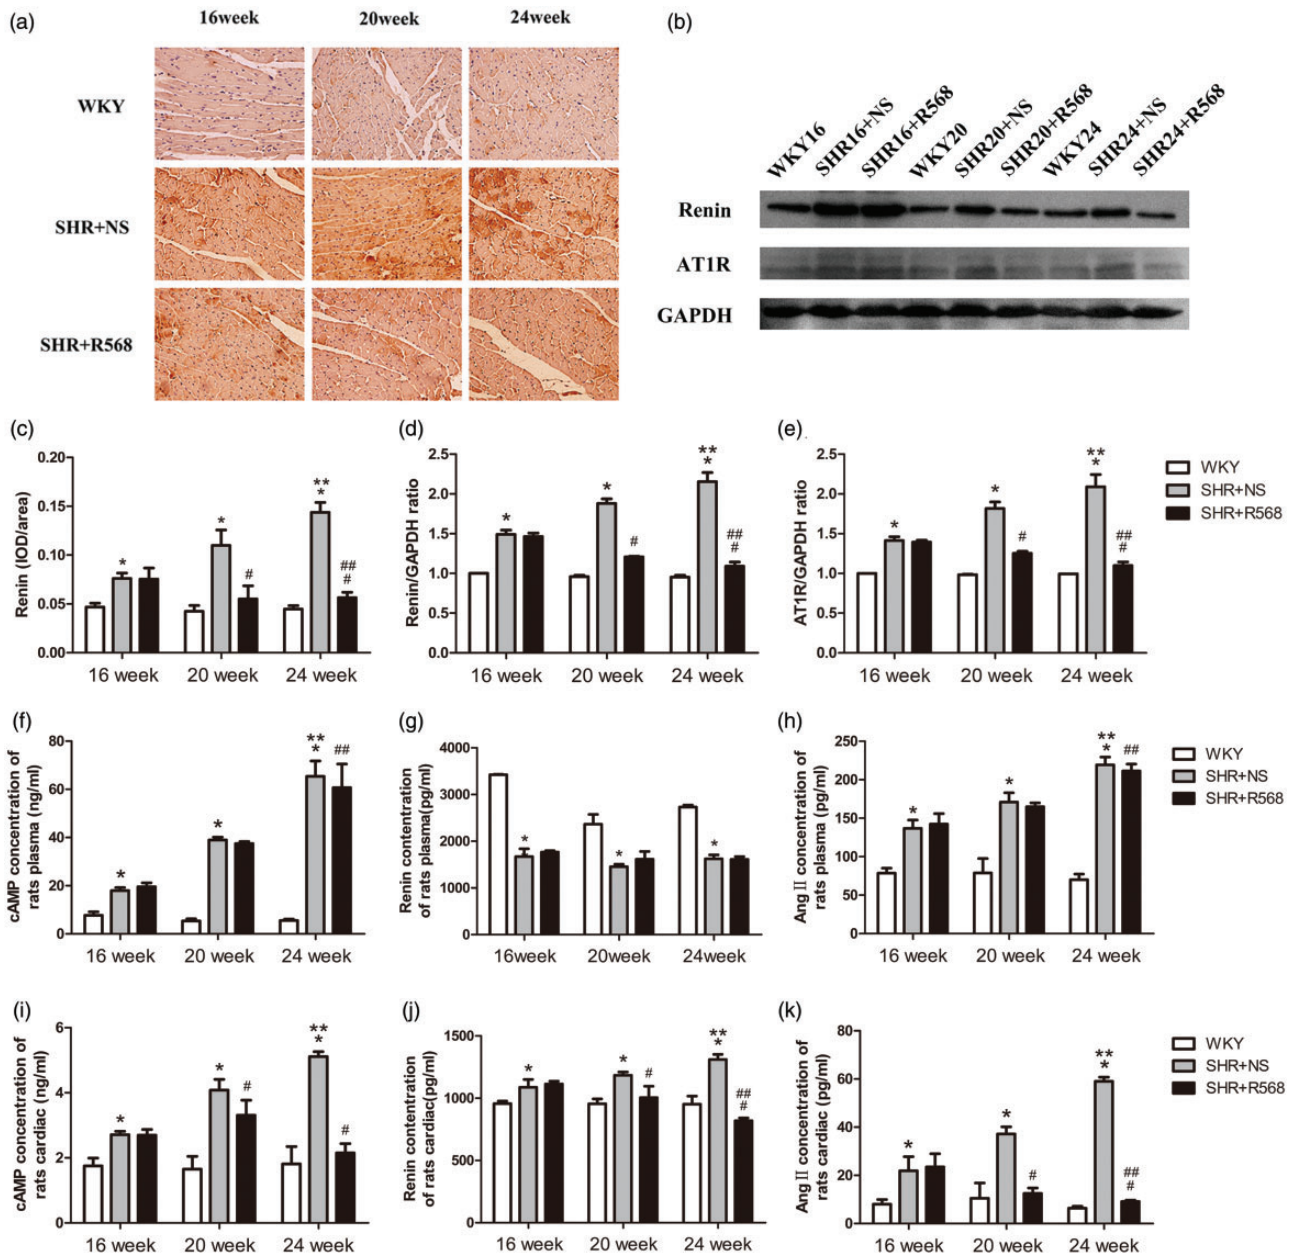 (a)
16week
20week
24week
WKY
SHR+NS
SHR+R568
(b)
WKY16
SHR16+NS
SHR16+R568
WKY20
SHR20+NS
SHR20+R568
WKY24
SHR24+NS
SHR24+R568
Renin
AT1R
GAPDH
(c)
Renin (IOD/area)
0.20
0.15
0.10
0.05
0.00
*
*
**
*
#
##
#
16 week
20 week
24 week
(d)
Renin/GAPDH ratio
2.5
2.0
1.5
1.0
0.5
0.0
*
*
**
*
#
##
#
16 week
20 week
24 week
(e)
AT1R/GAPDH ratio
2.5
2.0
1.5
1.0
0.5
0.0
*
*
**
*
#
##
#
16 week
20 week
24 week
WKY
SHR+NS
SHR+R568
(f)
cAMP concentration of
rats plasma (ng/ml)
80
60
40
20
0
*
*
**
*
##
16 week
20 week
24 week
(g)
Renin contentration
of rats plasma(pg/ml)
4000
3000
2000
1000
0
*
*
*
16week
20week
24week
(h)
Ang II concentration of
rats plasma (pg/ml)
250
200
150
100
50
0
*
*
**
*
##
16 week
20 week
24 week
WKY
SHR+NS
SHR+R568
(i)
cAMP concentration of
rats cardiac (ng/ml)
6
4
2
0
*
*
**
*
#
#
16 week
20 week
24 week
(j)
Renin concentration
of rats cardiac(pg/ml)
1500
1000
500
0
*
*
**
*
#
##
#
16 week
20 week
24 week
(k)
Ang II concentration of
rats cardiac (pg/ml)
80
60
40
20
0
*
*
**
*
#
##
#
16 week
20 week
24 week
WKY
SHR+NS
SHR+R568